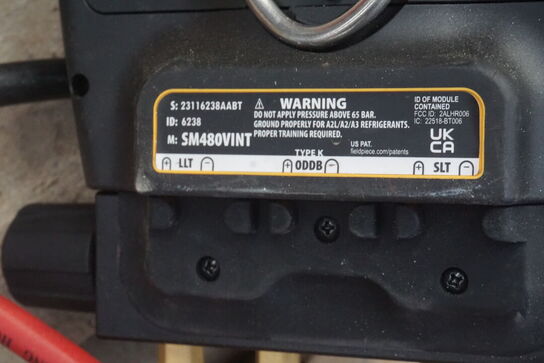 S: 23116238AABT
ID: 6238
M: SM480VINT
⚠ WARNING
DO NOT APPLY PRESSURE ABOVE 65 BAR.
GROUND PROPERLY FOR A2L/A2/A3 REFRIGERANTS.
PROPER TRAINING REQUIRED.
US PAT.
fieldpiece.com/patents
ID OF MODULE
CONTAINED
FCC ID: 2ALHR006
IC: 22518-BT006
UK
CA
TYPE K
+ LLT −
+ ODDB −
+ SLT −